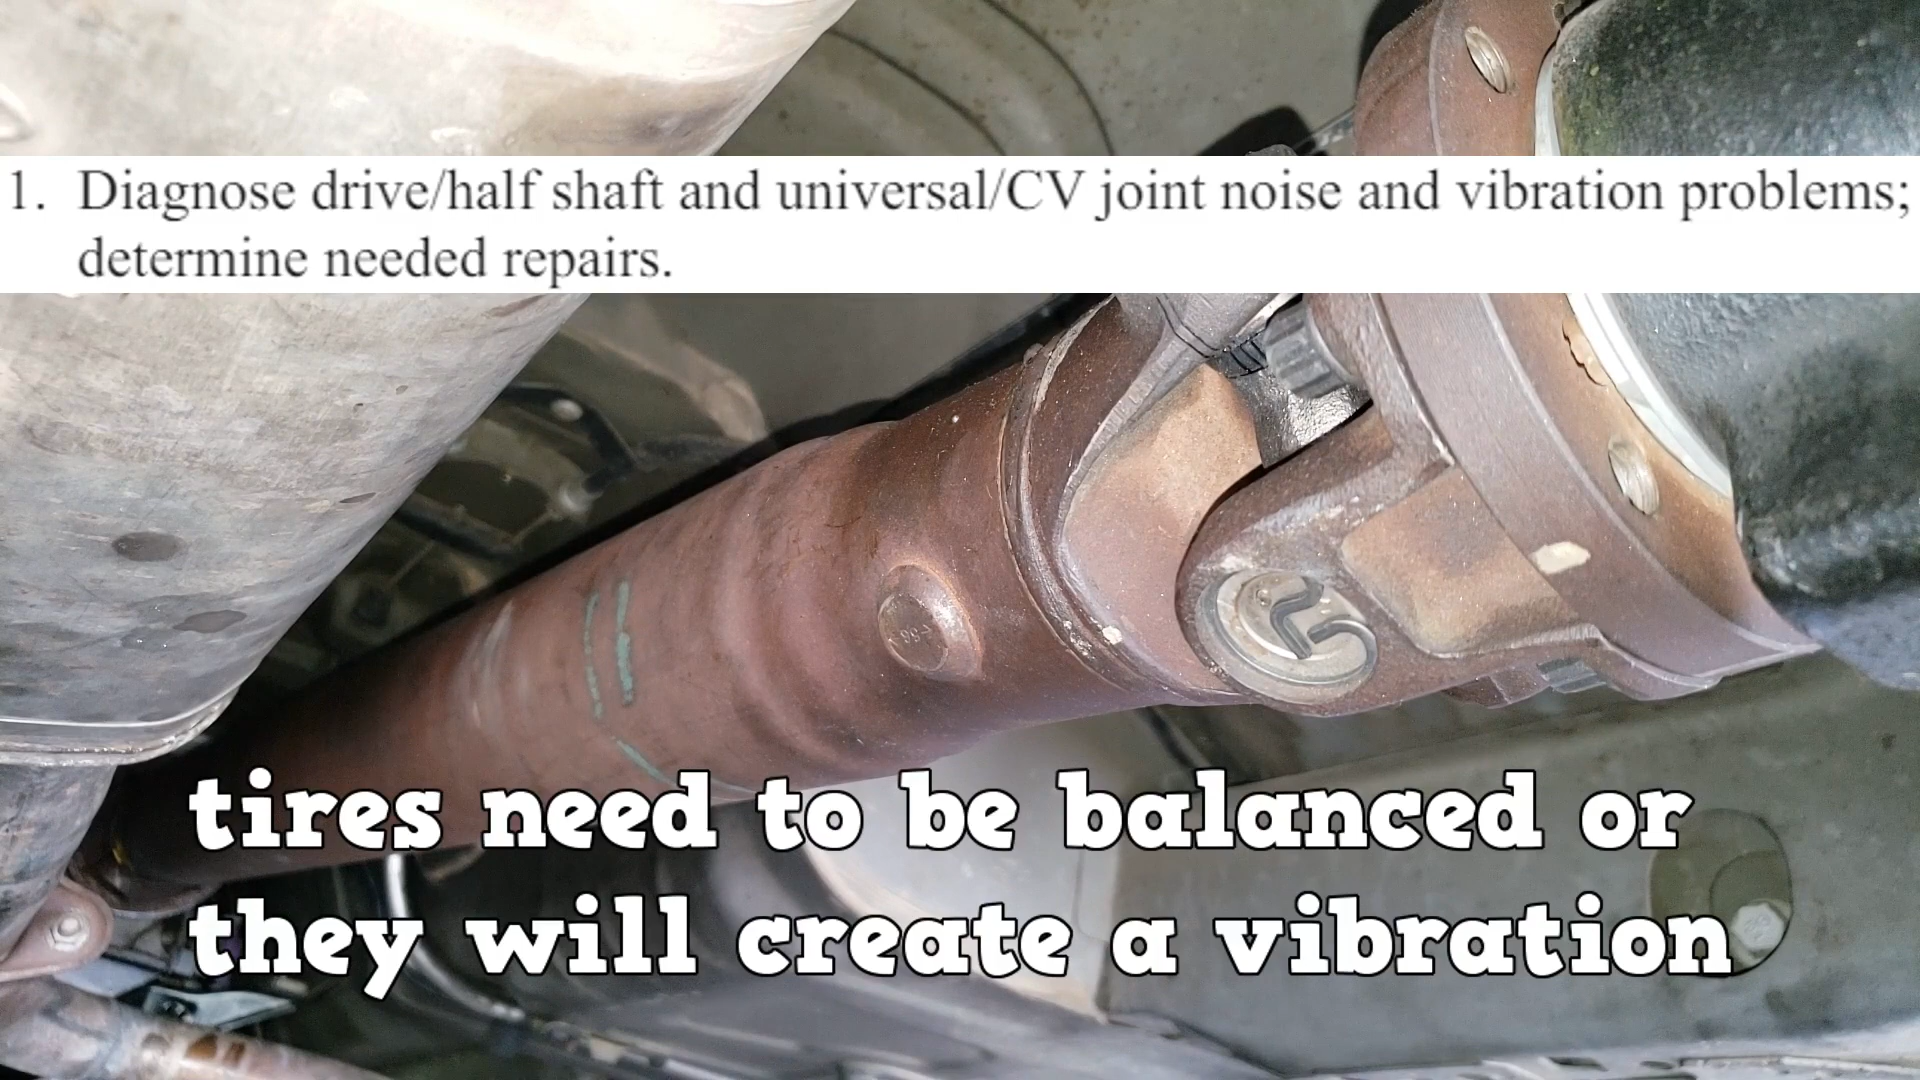 1. Diagnose drive/half shaft and universal/CV joint noise and vibration problems;
determine needed repairs.
tires need to be balanced or
they will create a vibration